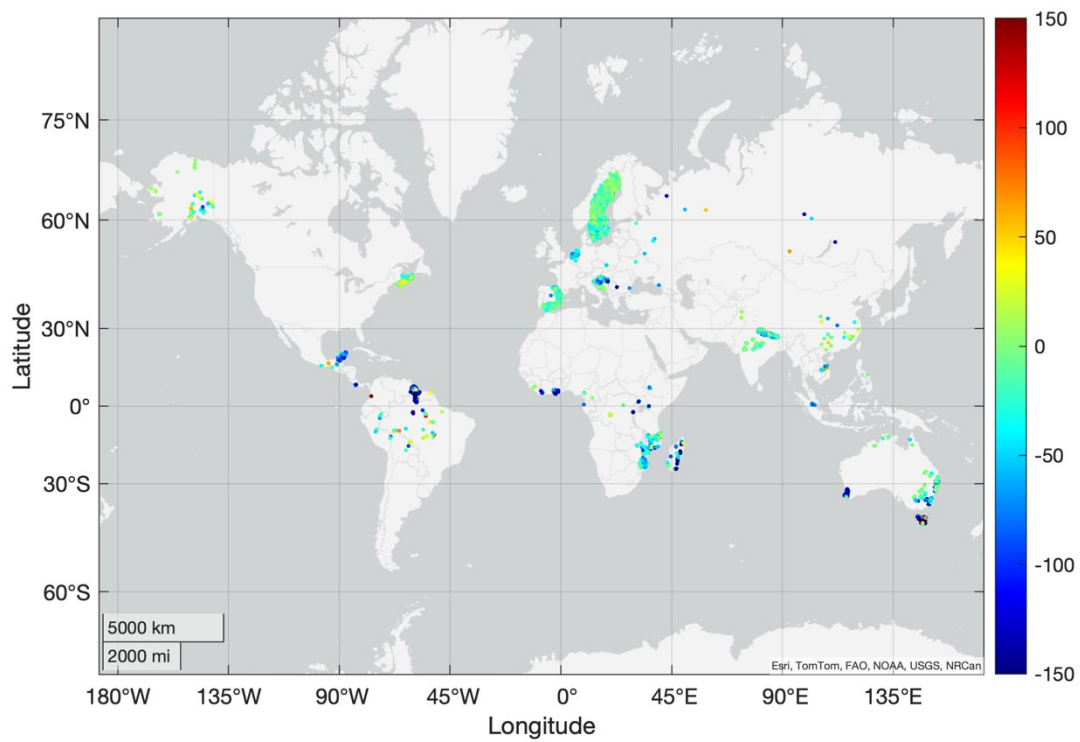 150
100
50
0
-50
-100
-150
75°N
60°N
30°N
0°
30°S
60°S
Latitude
5000 km
2000 mi
Esri, TomTom, FAO, NOAA, USGS, NRCan
180°W 135°W 90°W 45°W 0° 45°E 90°E 135°E
Longitude